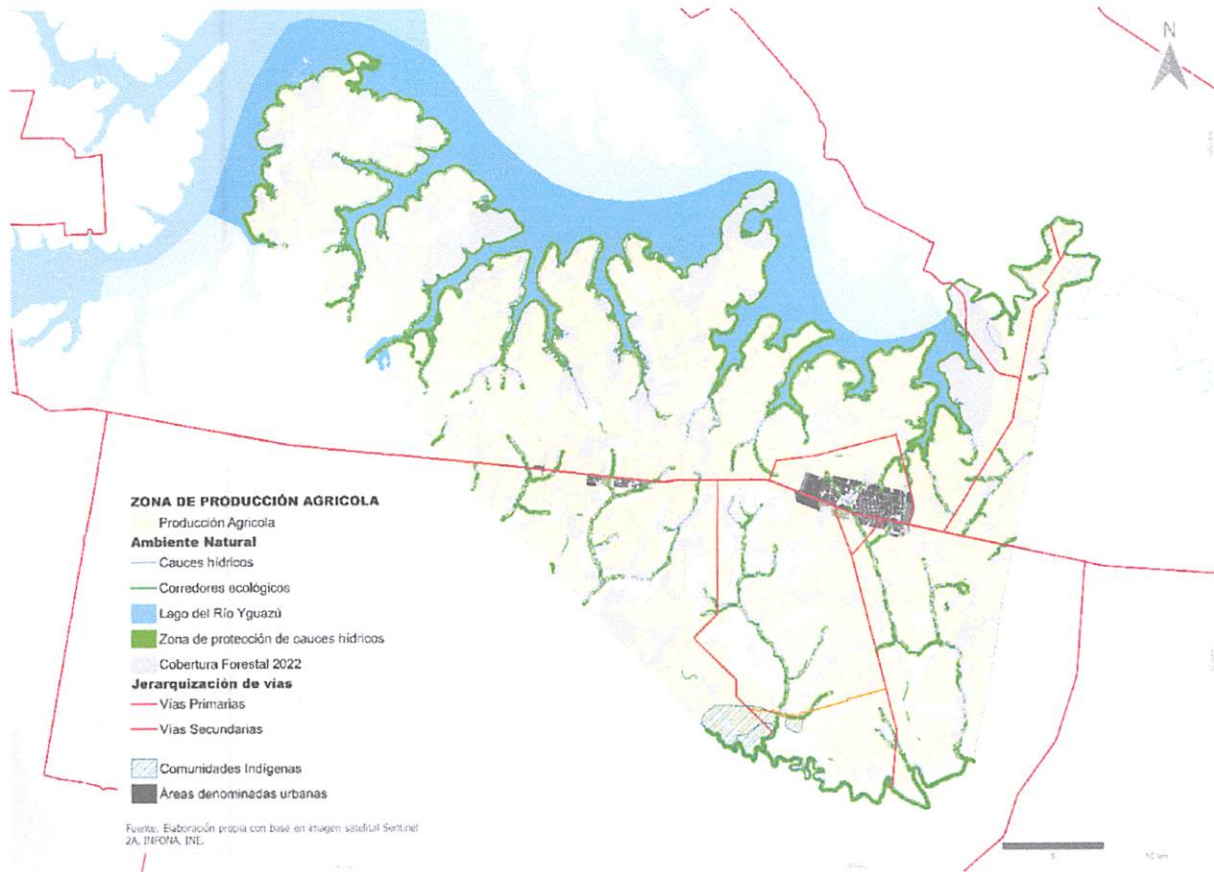 N
ZONA DE PRODUCCIÓN AGRICOLA
Producción Agricola
Ambiente Natural
Cauces hídricos
Corredores ecológicos
Lago del Río Yguazú
Zona de protección de cauces hídricos
Cobertura Forestal 2022
Jerarquización de vías
Vías Primarias
Vías Secundarias
Comunidades Indígenas
Áreas denominadas urbanas
Fuente: Elaboración propia con base en imagen satelital Sentinel
2A, INFONA, INE.
5 10 km